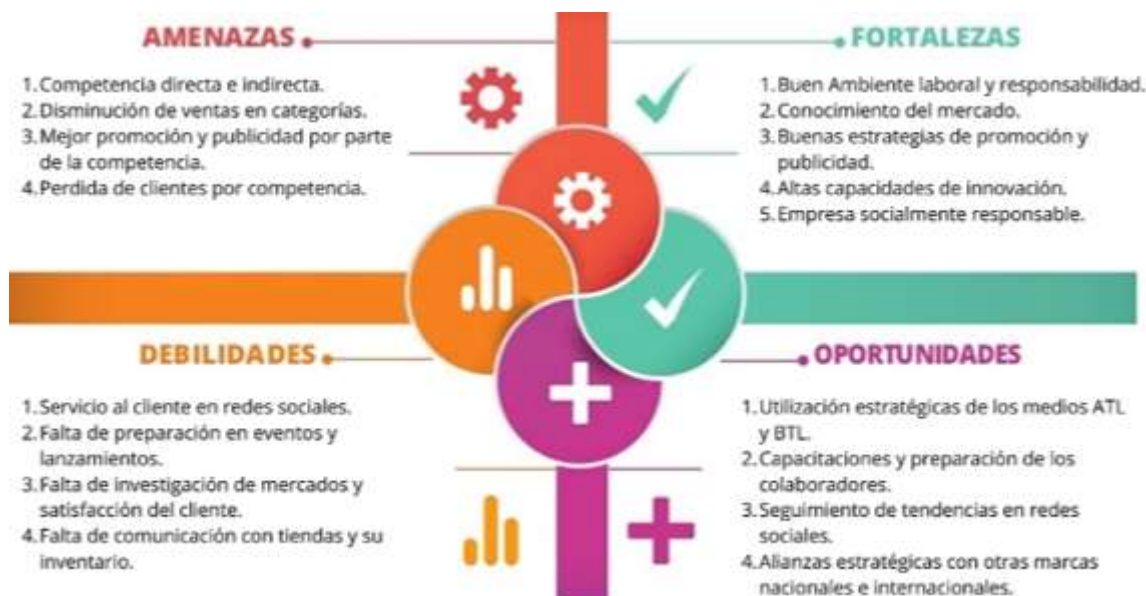 AMENAZAS
1.Competencia directa e indirecta.
2.Disminución de ventas en categorías.
3.Mejor promoción y publicidad por parte
de la competencia.
4.Perdida de clientes por competencia.
FORTALEZAS
1.Buen Ambiente laboral y responsabilidad.
2.Conocimiento del mercado.
3.Buenas estrategias de promoción y
publicidad.
4.Altas capacidades de innovación.
5.Empresa socialmente responsable.
DEBILIDADES
1.Servicio al cliente en redes sociales.
2.Falta de preparación en eventos y
lanzamientos.
3.Falta de investigación de mercados y
satisfacción del cliente.
4.Falta de comunicación con tiendas y su
inventario.
OPORTUNIDADES
1.Utilización estratégicas de los medios ATL
y BTL.
2.Capacitaciones y preparación de los
colaboradores.
3.Seguimiento de tendencias en redes
sociales.
4.Alianzas estratégicas con otras marcas
nacionales e internacionales.